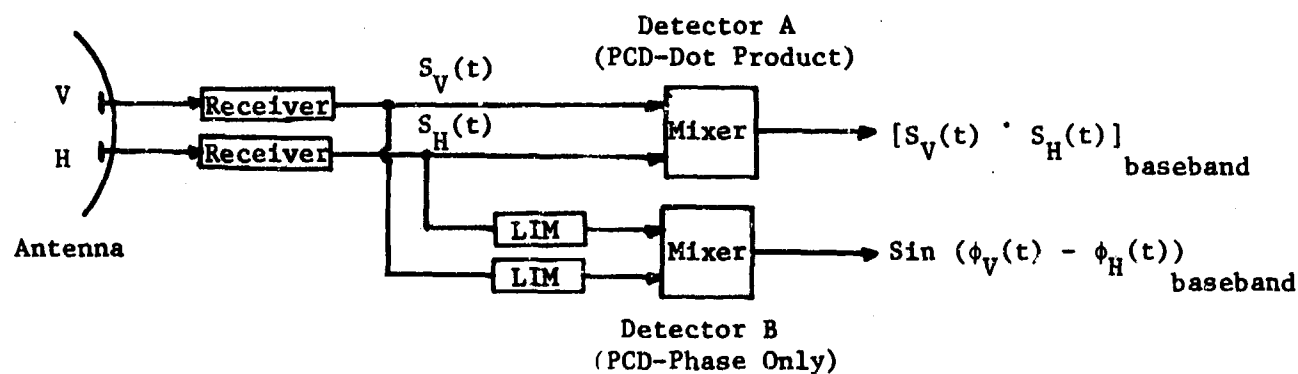 Detector A
(PCD-Dot Product)
S_V(t)
V
Receiver
S_H(t)
Mixer
[S_V(t) · S_H(t)]
baseband
H
Receiver
LIM
Mixer
Sin (ϕ_V(t) - ϕ_H(t))
baseband
Antenna
LIM
Detector B
(PCD-Phase Only)